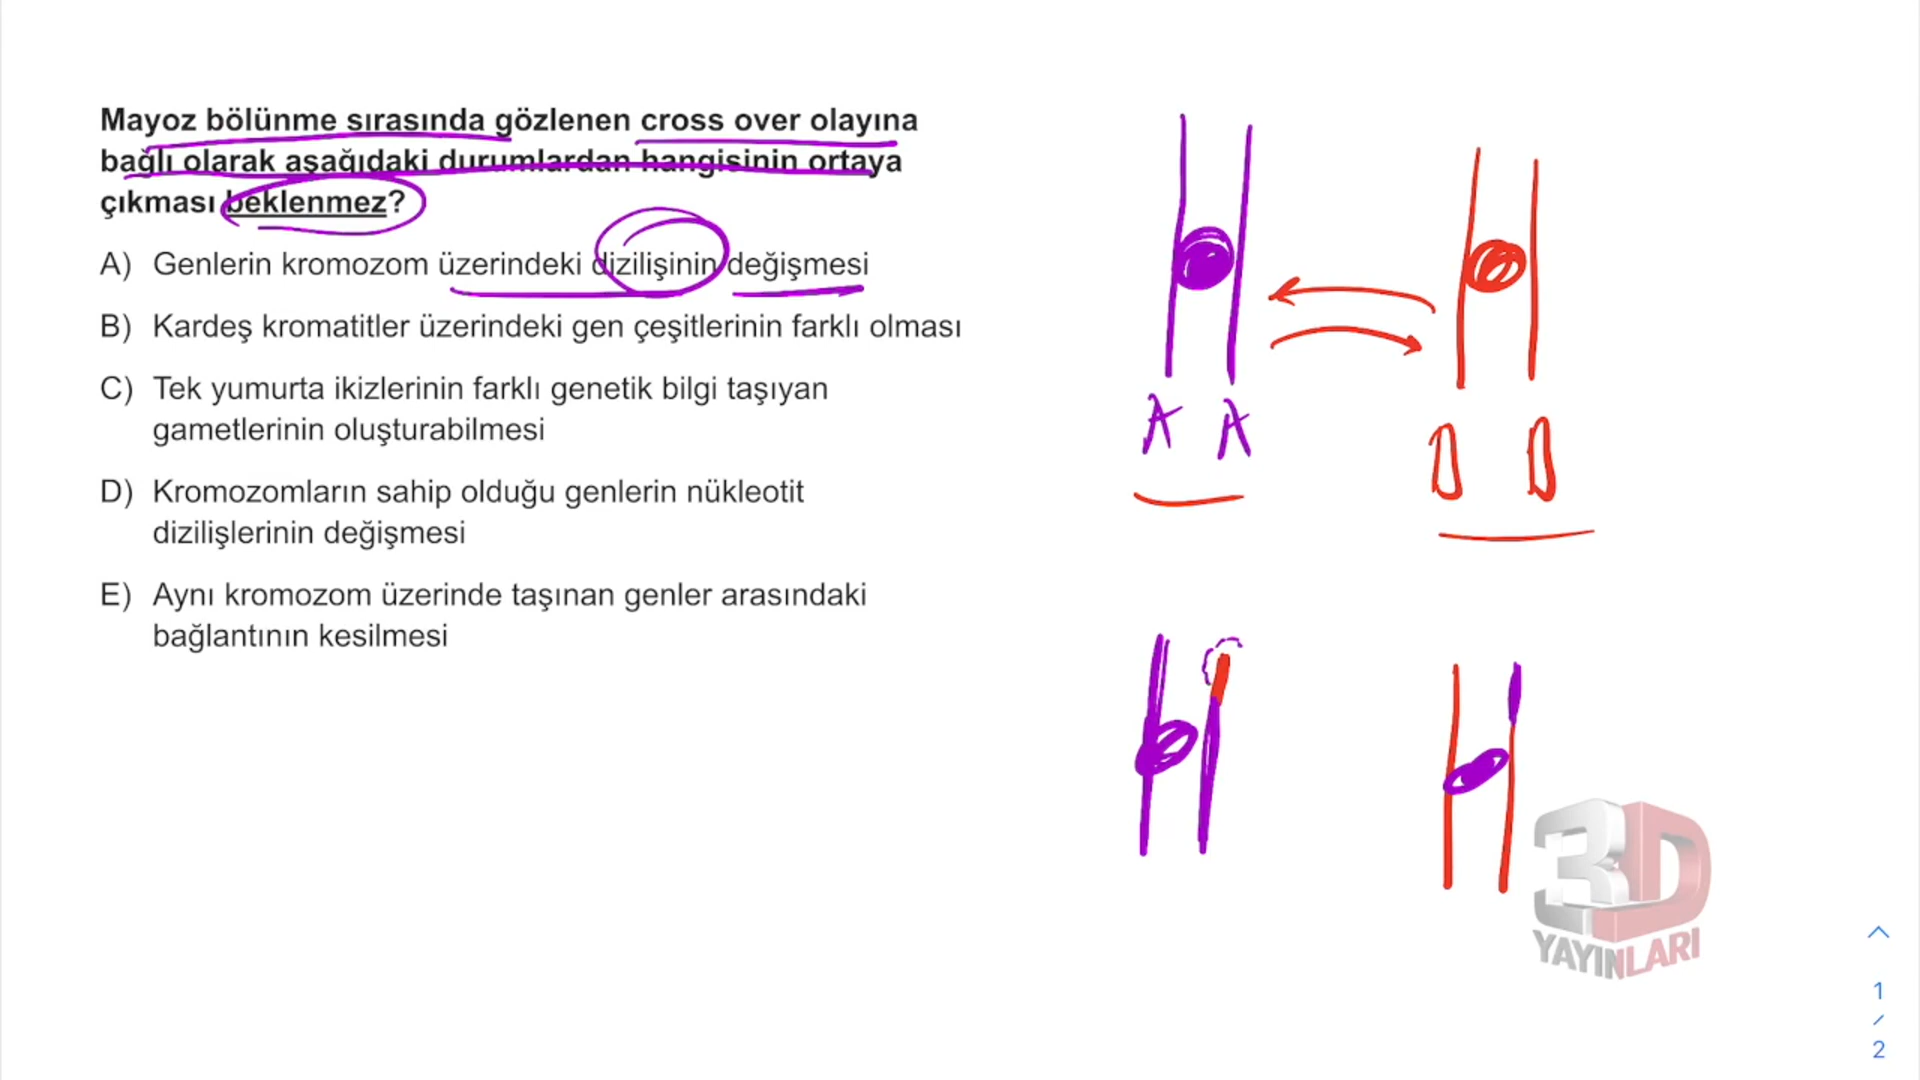 Mayoz bölünme sırasında gözlenen cross over olayına
bağlı olarak aşağıdaki durumlardan hangisinin ortaya
çıkması beklenmez?
A) Genlerin kromozom üzerindeki dizilişinin değişmesi
B) Kardeş kromatitler üzerindeki gen çeşitlerinin farklı olması
C) Tek yumurta ikizlerinin farklı genetik bilgi taşıyan
gametlerinin oluşturabilmesi
D) Kromozomların sahip olduğu genlerin nükleotit
dizilişlerinin değişmesi
E) Aynı kromozom üzerinde taşınan genler arasındaki
bağlantının kesilmesi
A A
3D
YAYINLARI
1
/
2